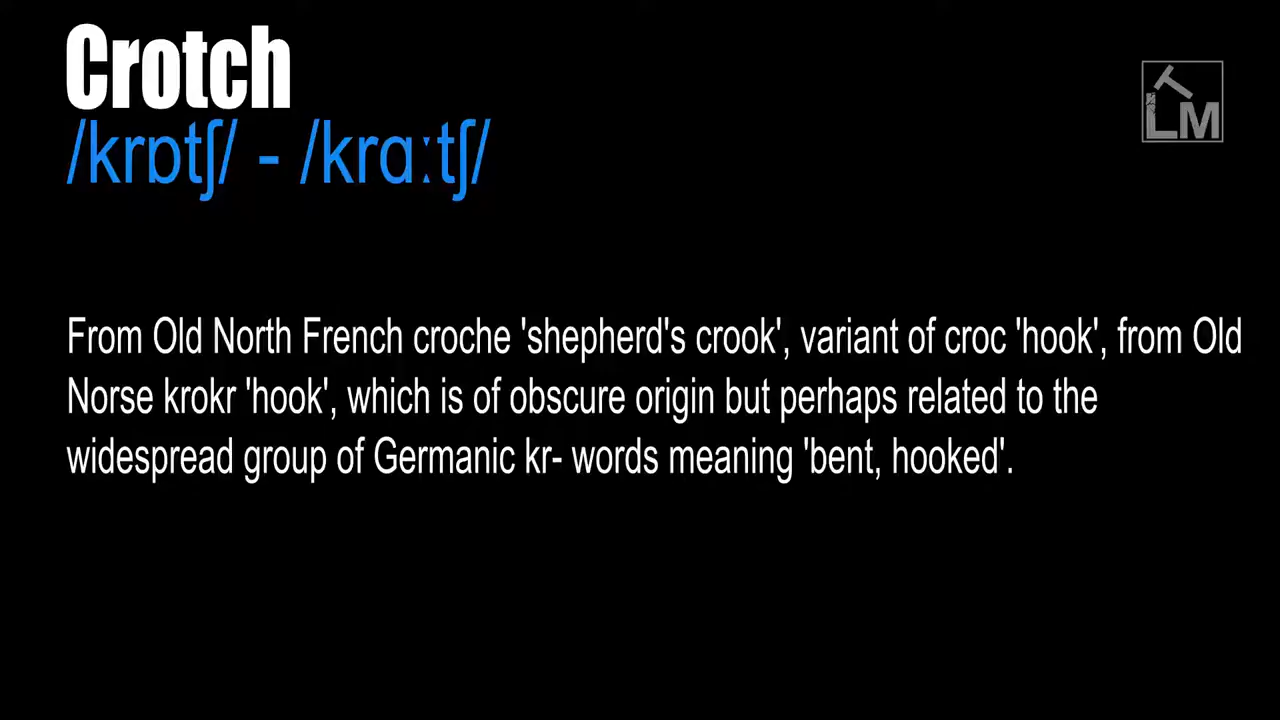 Crotch
/krɒtʃ/ - /krɑːtʃ/
LM
From Old North French croche 'shepherd's crook', variant of croc 'hook', from Old
Norse krokr 'hook', which is of obscure origin but perhaps related to the
widespread group of Germanic kr- words meaning 'bent, hooked'.